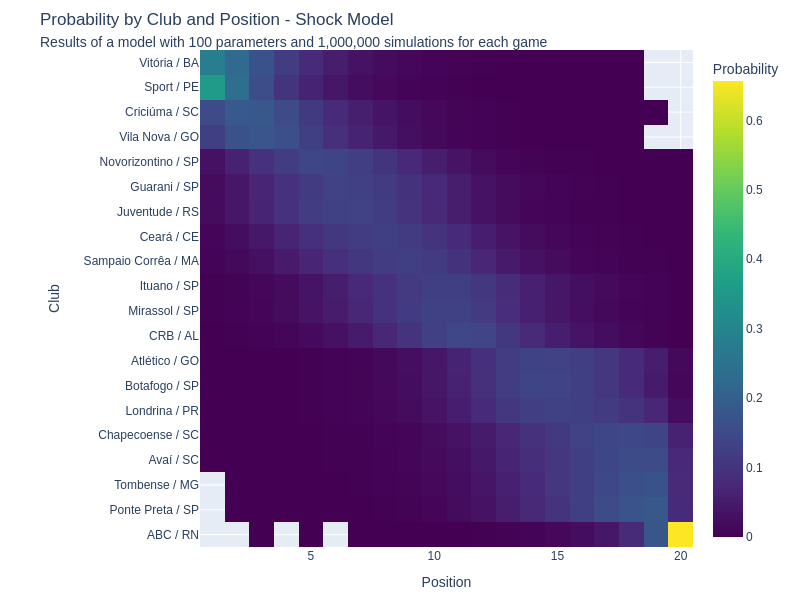 Probability by Club and Position - Shock Model
Results of a model with 100 parameters and 1,000,000 simulations for each game
Probability
Vitória / BA
Sport / PE
Criciúma / SC
Vila Nova / GO
Novorizontino / SP
Guarani / SP
Juventude / RS
Ceará / CE
Sampaio Corrêa / MA
Ituano / SP
Mirassol / SP
CRB / AL
Atlético / GO
Botafogo / SP
Londrina / PR
Chapecoense / SC
Avaí / SC
Tombense / MG
Ponte Preta / SP
ABC / RN
Club
5
10
15
20
Position
0.6
0.5
0.4
0.3
0.2
0.1
0